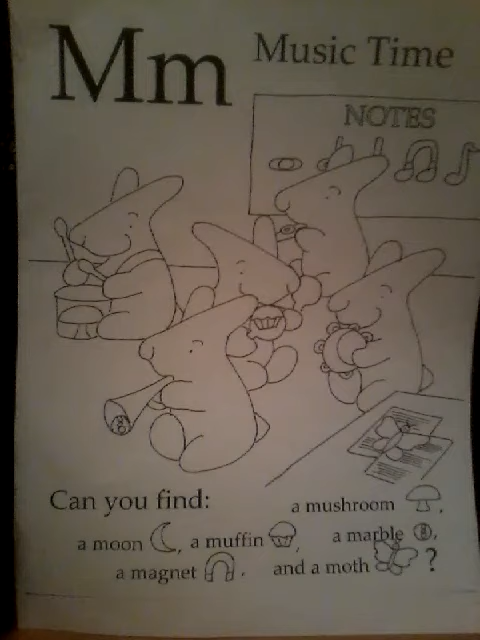 Mm
Music Time
NOTES
Can you find:
a mushroom ,
a moon , a muffin , a marble ,
a magnet , and a moth ?